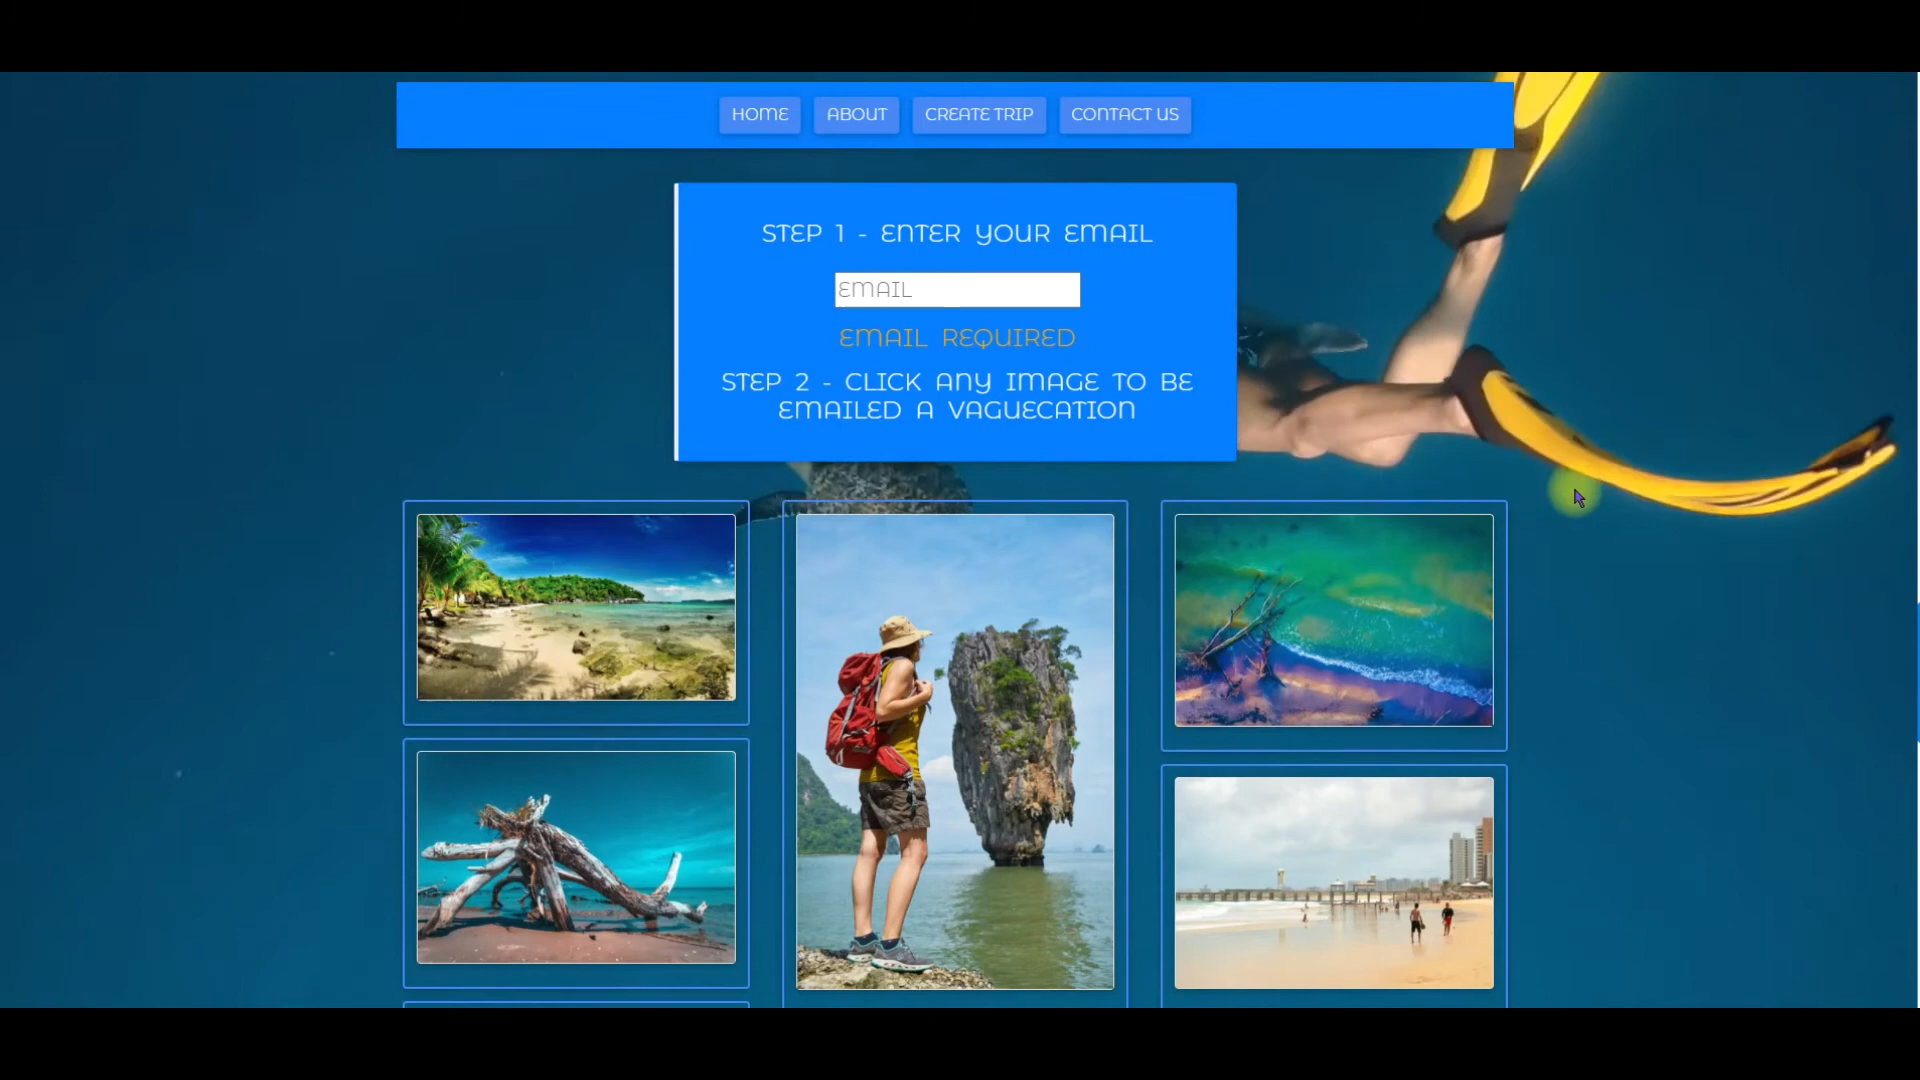 HOME ABOUT CREATE TRIP CONTACT US
STEP 1 - ENTER YOUR EMAIL
EMAIL
EMAIL REQUIRED
STEP 2 - CLICK ANY IMAGE TO BE
EMAILED A VAGUECATION